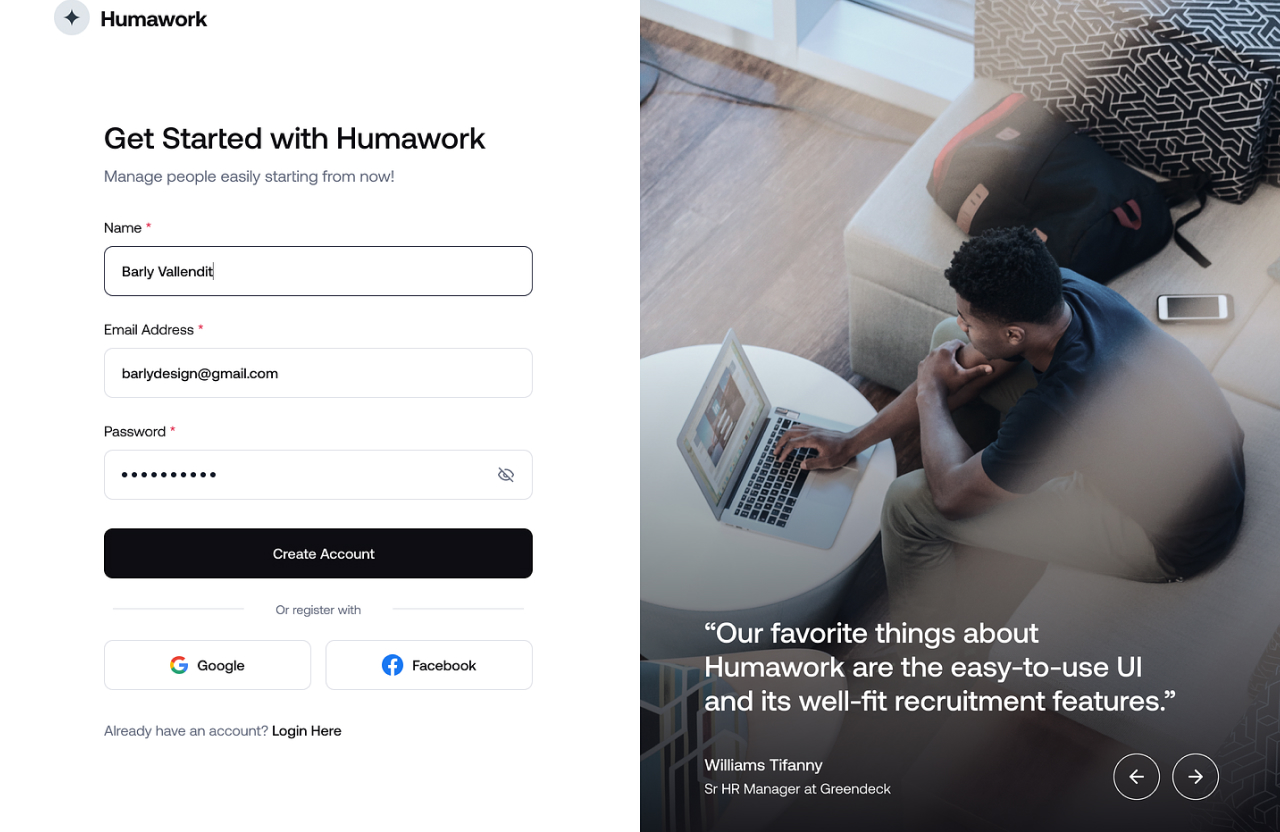 Humawork
Get Started with Humawork
Manage people easily starting from now!
Name *
Barly Vallendit
Email Address *
barlydesign@gmail.com
Password *
••••••••••
Create Account
Or register with
Google
Facebook
Already have an account? Login Here
“Our favorite things about
Humawork are the easy-to-use UI
and its well-fit recruitment features.”
Williams Tifanny
Sr HR Manager at Greendeck